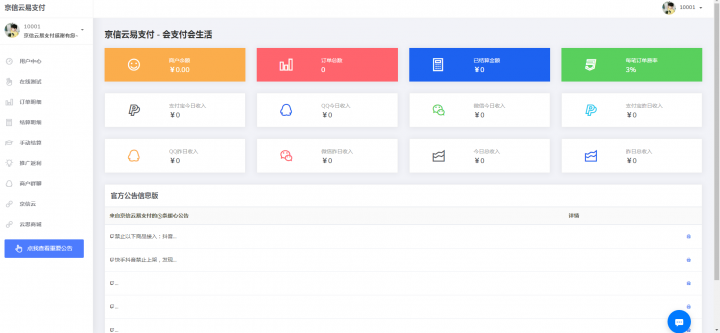 京信云易支付
10001
10001
京信云易支付感谢有您~
京信云易支付 - 会支付会生活
用户中心
在线测试
订单明细
结算明细
手动结算
推广返利
商户群聊
京信云
云思商城
点我查看重要公告
商户余额
¥0.00
订单总数
0
已结算金额
¥0
每笔订单费率
3%
支付宝今日收入
¥0
QQ今日收入
¥0
微信今日收入
¥0
支付宝昨日收入
¥0
QQ昨日收入
¥0
微信昨日收入
¥0
今日总收入
¥0
昨日总收入
¥0
官方公告信息版
来自京信云易支付的
类暖心公告
详情
禁止以下商品接入：抖音...
快手抖音禁止上架，发现...